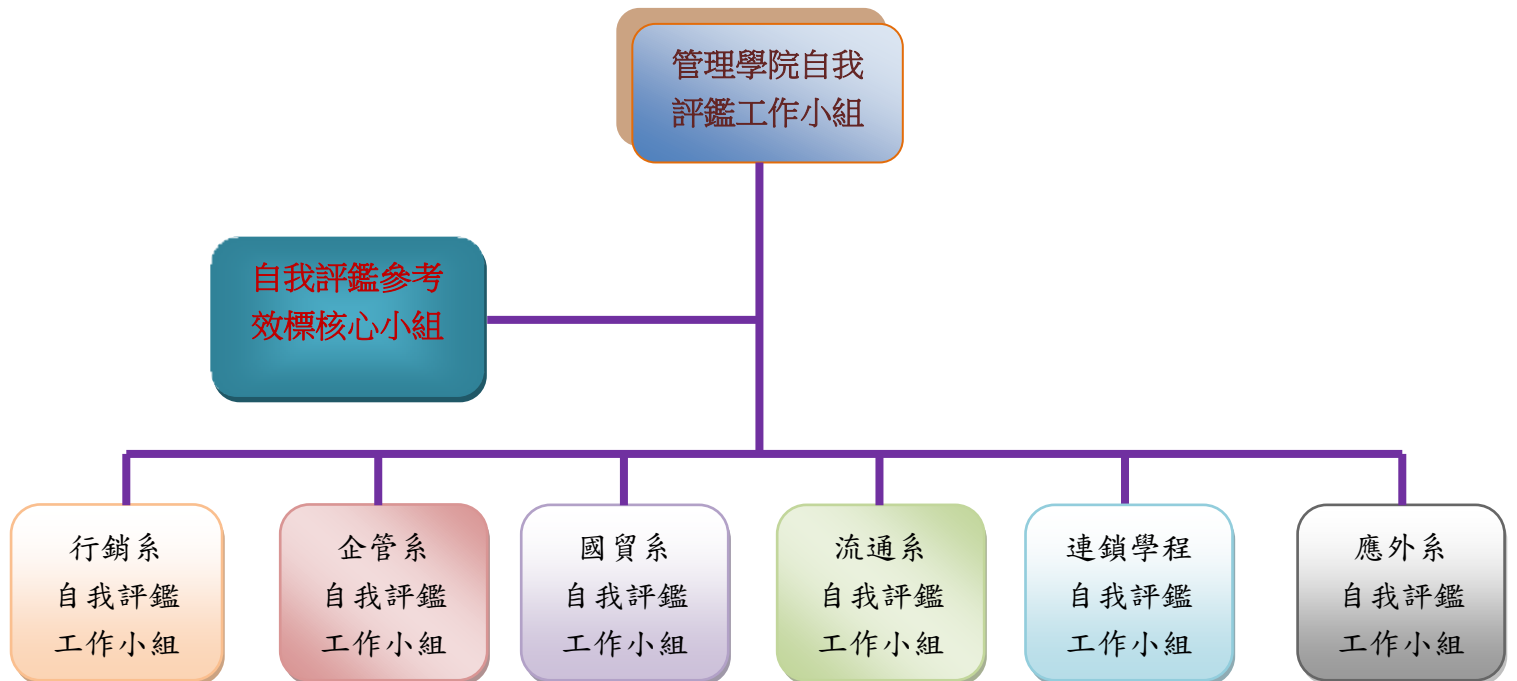 管理學院自我
評鑑工作小組
自我評鑑參考
效標核心小組
行銷系
自我評鑑
工作小組
企管系
自我評鑑
工作小組
國貿系
自我評鑑
工作小組
流通系
自我評鑑
工作小組
連鎖學程
自我評鑑
工作小組
應外系
自我評鑑
工作小組